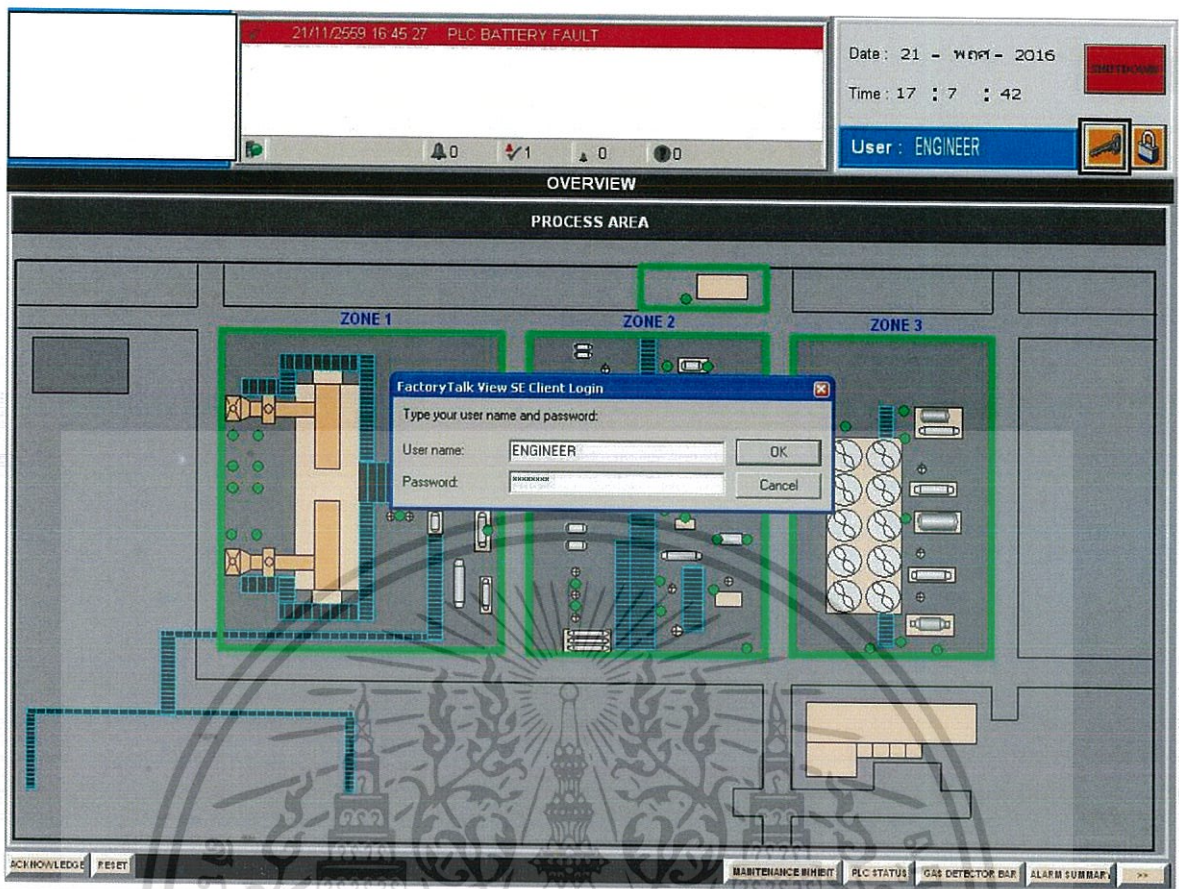 21/11/2559 16:45:27 PLC BATTERY FAULT
Date : 21 - พฤศ - 2016
SHUTDOWN
Time : 17 : 7 : 42
0 1 0 0
User : ENGINEER
OVERVIEW
PROCESS AREA
ZONE 1 ZONE 2 ZONE 3
FactoryTalk View SE Client Login
Type your user name and password:
User name: ENGINEER OK
Password: ******** Cancel
ACKNOWLEDGE RESET MAINTENANCE INHIBIT PLC STATUS GAS DETECTOR BAR ALARM SUMMARY >>